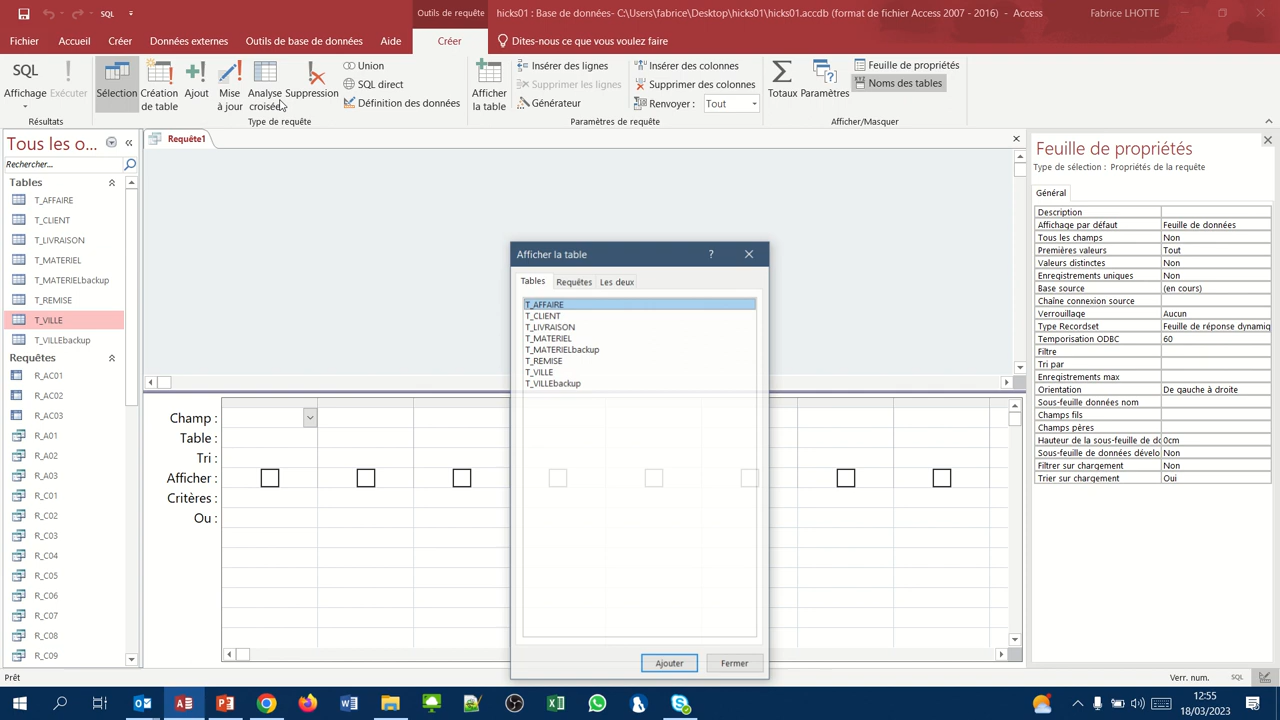 Outils de requête
hicks01 : Base de données- C:\Users\fabrice\Desktop\hicks01\hicks01.accdb (format de fichier Access 2007 - 2016) - Access
Fabrice LHOTTE
SQL
Fichier
Accueil
Créer
Données externes
Outils de base de données
Aide
Créer
Dites-nous ce que vous voulez faire
SQL
Affichage
Exécuter
Résultats
Sélection
Création de table
Ajout
Mise à jour
Analyse croisée
Suppression
Union
SQL direct
Définition des données
Type de requête
Afficher la table
Insérer des lignes
Supprimer les lignes
Générateur
Insérer des colonnes
Supprimer des colonnes
Renvoyer :
Tout
Paramètres de requête
Totaux
Paramètres
Feuille de propriétés
Noms des tables
Afficher/Masquer
Tous les o...
Rechercher...
Tables
T_AFFAIRE
T_CLIENT
T_LIVRAISON
T_MATERIEL
T_MATERIELbackup
T_REMISE
T_VILLE
T_VILLEbackup
Requêtes
R_AC01
R_AC02
R_AC03
R_A01
R_A02
R_A03
R_C01
R_C02
R_C03
R_C04
R_C05
R_C06
R_C07
R_C08
R_C09
Requête1
Champ :
Table :
Tri :
Afficher :
Critères :
Ou :
Afficher la table
?
Tables
Requêtes
Les deux
T_AFFAIRE
T_CLIENT
T_LIVRAISON
T_MATERIEL
T_MATERIELbackup
T_REMISE
T_VILLE
T_VILLEbackup
Ajouter
Fermer
Feuille de propriétés
Type de sélection : Propriétés de la requête
Général
Description
Affichage par défaut Feuille de données
Tous les champs Non
Premières valeurs Tout
Valeurs distinctes Non
Enregistrements uniques Non
Base source (en cours)
Chaîne connexion source
Verrouillage Aucun
Type Recordset Feuille de réponse dynamiq
Temporisation ODBC 60
Filtre
Tri par
Enregistrements max
Orientation De gauche à droite
Sous-feuille données nom
Champs fils
Champs pères
Hauteur de la sous-feuille de do 0cm
Sous-feuille de données dévelo Non
Filtrer sur chargement Non
Trier sur chargement Oui
Prêt
Verr. num.
SQL
12:55
18/03/2023